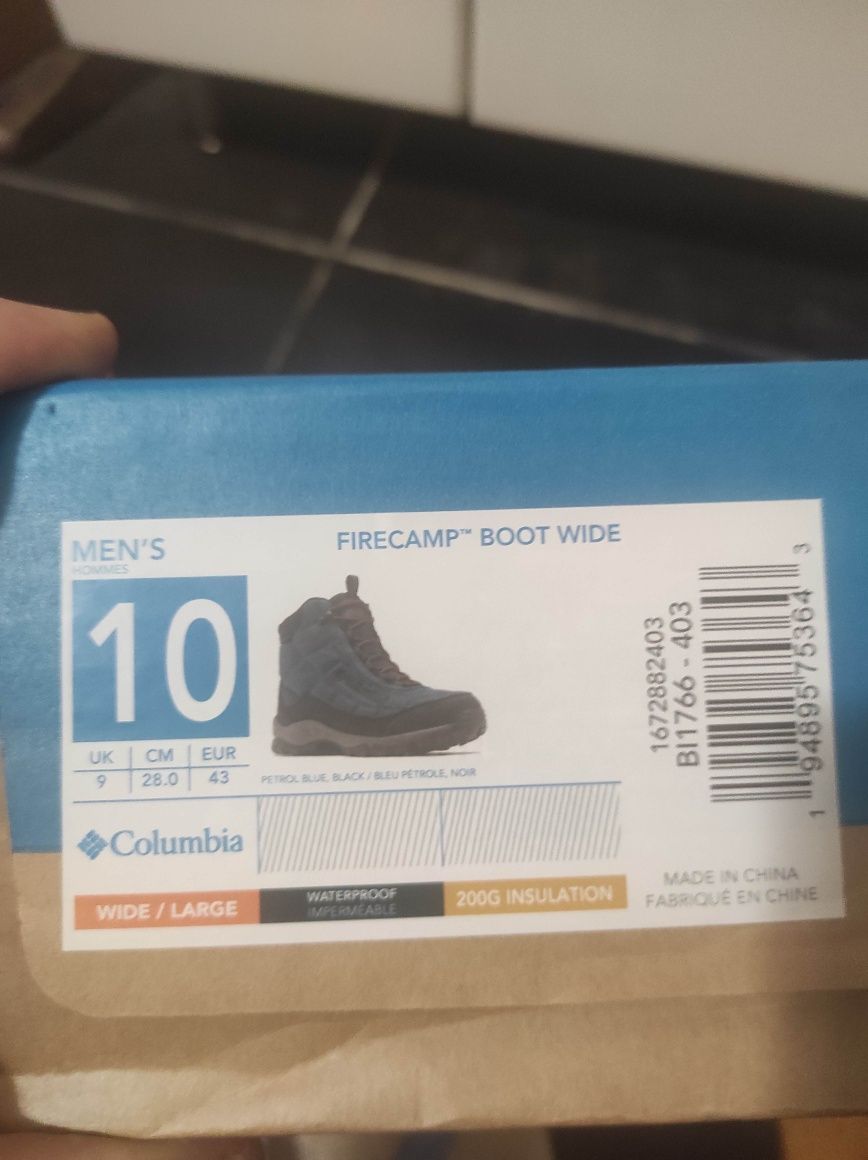 MEN'S
HOMMES
FIRECAMP™ BOOT WIDE
10
UK CM EUR
9 28.0 43
PETROL BLUE, BLACK / BLEU PÉTROLE, NOIR
Columbia
WIDE / LARGE
WATERPROOF
IMPERMÉABLE
200G INSULATION
1672882403
BI1766 - 403
1 94895 75364 3
MADE IN CHINA
FABRIQUÉ EN CHINE